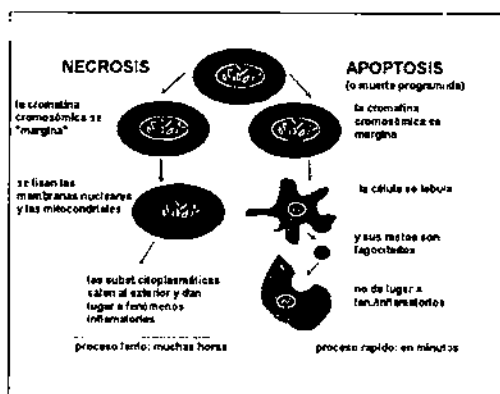 NECROSIS
la cromatina
cromosómica se
"margina"
se lisan las
membranas nucleares
y las mitocondriales
las subst. citoplasmáticas
salen al exterior y dan
lugar a fenómenos
inflamatorios
proceso lento: muchas horas
APOPTOSIS
(o muerte programada)
la cromatina
cromosómica se
margina
la célula se lobula
y sus restos son
fagocitados
no da lugar a
fen.inflamatorios
proceso rapido: en minutos